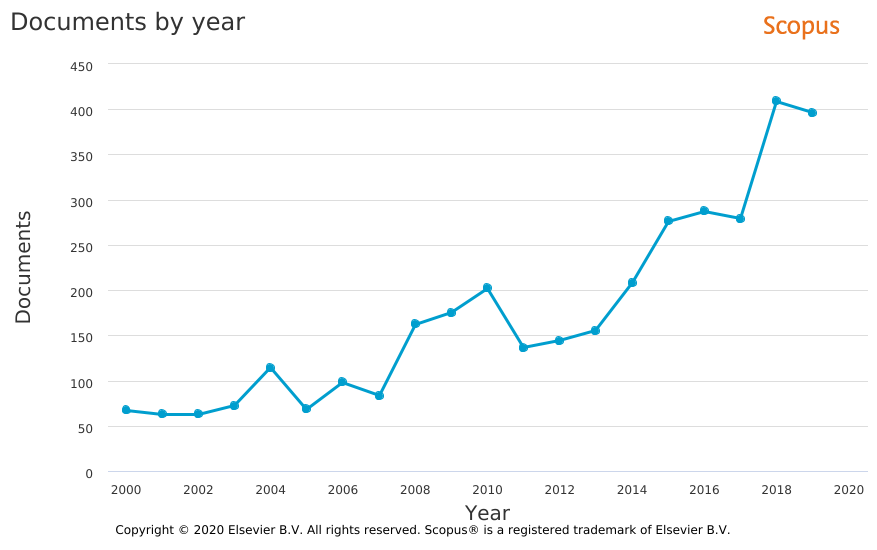 Documents by year
Scopus
450
400
350
300
250
200
150
100
50
0
Documents
2000 2002 2004 2006 2008 2010 2012 2014 2016 2018 2020
Year
Copyright © 2020 Elsevier B.V. All rights reserved. Scopus® is a registered trademark of Elsevier B.V.